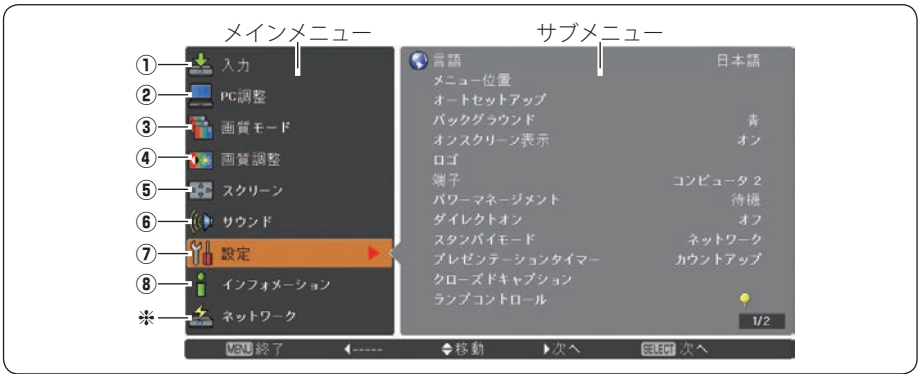 メインメニュー
サブメニュー
① 入力
② PC調整
③ 画質モード
④ 画質調整
⑤ スクリーン
⑥ サウンド
⑦ 設定
⑧ インフォメーション
※ ネットワーク
言語 日本語
メニュー位置
オートセットアップ
バックグラウンド 青
オンスクリーン表示 オン
ロゴ
端子 コンピュータ 2
パワーマネージメント 待機
ダイレクトオン オフ
スタンバイモード ネットワーク
プレゼンテーションタイマー カウントアップ
クローズドキャプション
ランプコントロール
1/2
MENU 終了 ◀----- ◆移動 ▶次へ SELECT 次へ